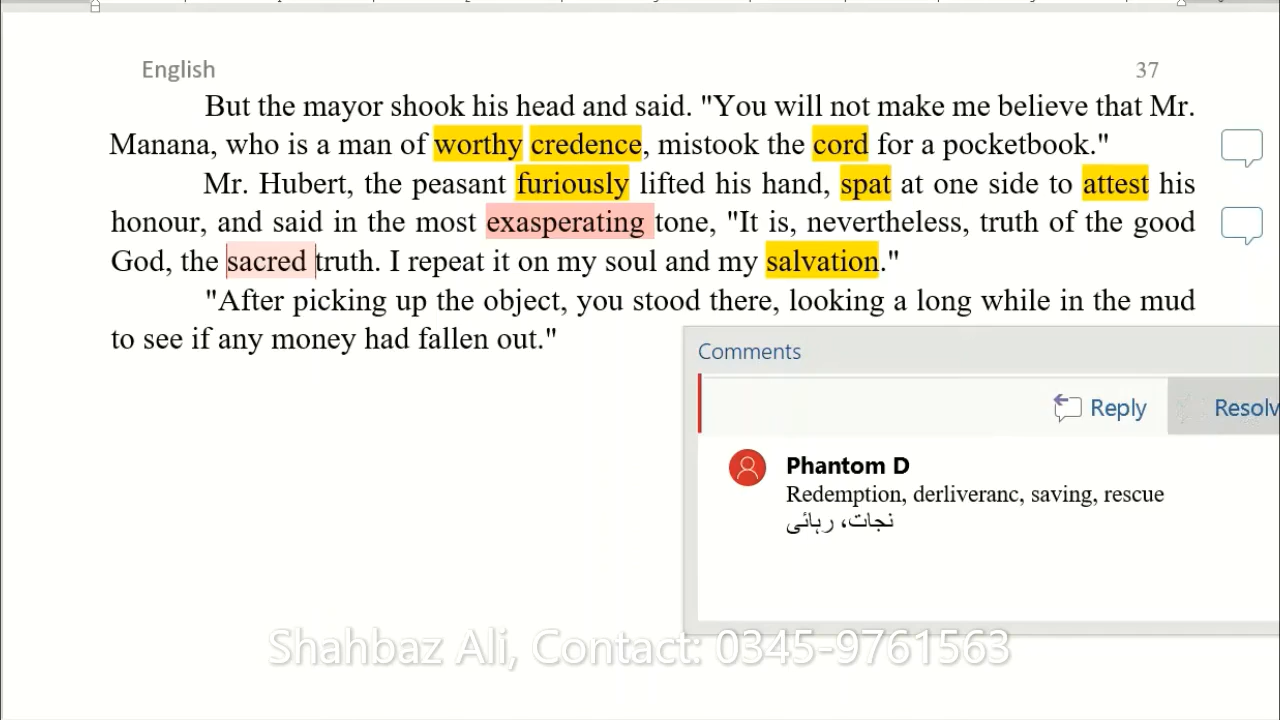 English 37
But the mayor shook his head and said. "You will not make me believe that Mr.
Manana, who is a man of worthy credence, mistook the cord for a pocketbook."
Mr. Hubert, the peasant furiously lifted his hand, spat at one side to attest his
honour, and said in the most exasperating tone, "It is, nevertheless, truth of the good
God, the sacred truth. I repeat it on my soul and my salvation."
"After picking up the object, you stood there, looking a long while in the mud
to see if any money had fallen out."
Comments
Reply Resolv
Phantom D
Redemption, derliveranc, saving, rescue
نجات، رہائی
Shahbaz Ali, Contact: 0345-9761563